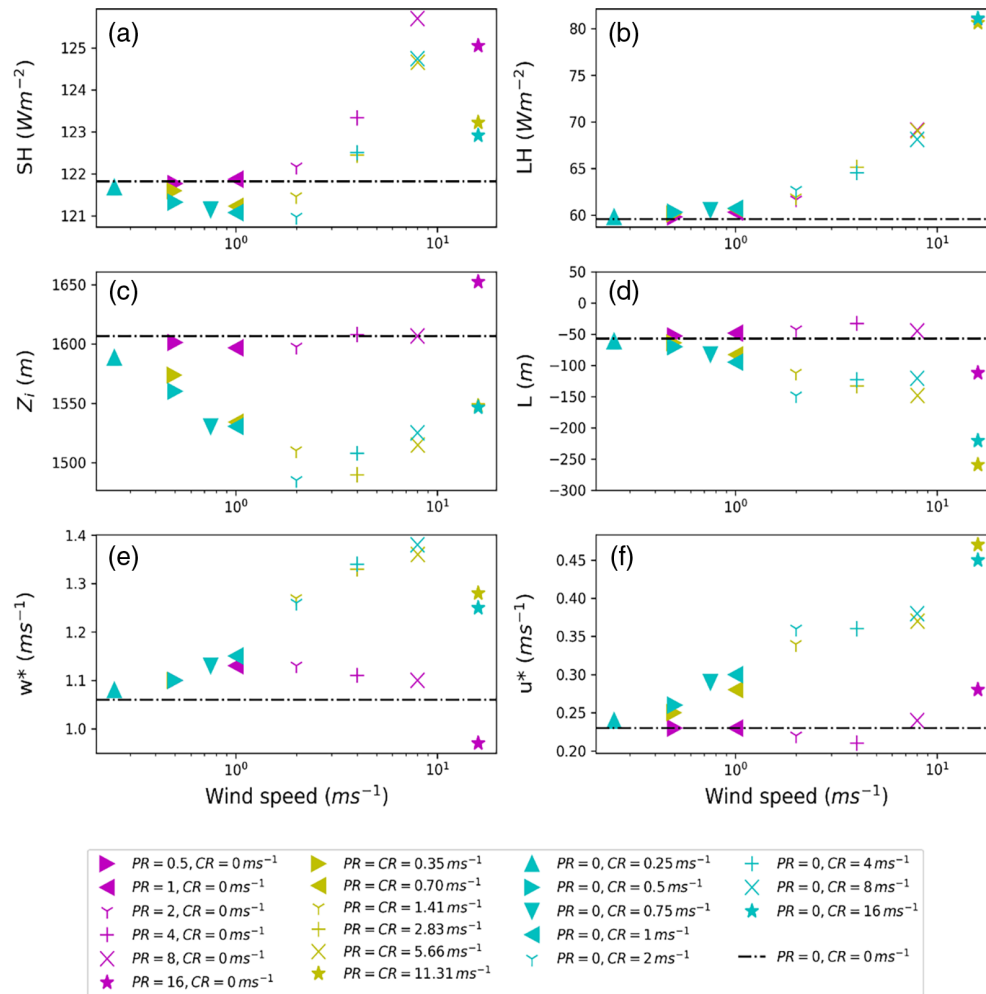 (a)
SH (Wm⁻²)
125
124
123
122
121
10⁰
10¹
(b)
LH (Wm⁻²)
80
75
70
65
60
10⁰
10¹
(c)
Zᵢ (m)
1650
1600
1550
1500
10⁰
10¹
(d)
L (m)
50
0
−50
−100
−150
−200
−250
−300
10⁰
10¹
(e)
w* (ms⁻¹)
1.4
1.3
1.2
1.1
1.0
10⁰
10¹
Wind speed (ms⁻¹)
(f)
u* (ms⁻¹)
0.45
0.40
0.35
0.30
0.25
0.20
10⁰
10¹
Wind speed (ms⁻¹)
PR = 0.5, CR = 0 ms⁻¹
PR = 1, CR = 0 ms⁻¹
PR = 2, CR = 0 ms⁻¹
PR = 4, CR = 0 ms⁻¹
PR = 8, CR = 0 ms⁻¹
PR = 16, CR = 0 ms⁻¹
PR = CR = 0.35 ms⁻¹
PR = CR = 0.70 ms⁻¹
PR = CR = 1.41 ms⁻¹
PR = CR = 2.83 ms⁻¹
PR = CR = 5.66 ms⁻¹
PR = CR = 11.31 ms⁻¹
PR = 0, CR = 0.25 ms⁻¹
PR = 0, CR = 0.5 ms⁻¹
PR = 0, CR = 0.75 ms⁻¹
PR = 0, CR = 1 ms⁻¹
PR = 0, CR = 2 ms⁻¹
PR = 0, CR = 4 ms⁻¹
PR = 0, CR = 8 ms⁻¹
PR = 0, CR = 16 ms⁻¹
PR = 0, CR = 0 ms⁻¹